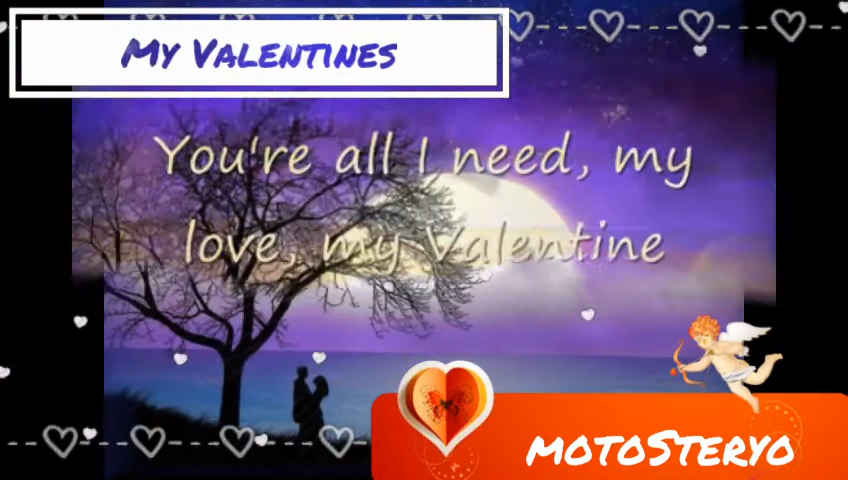 My Valentines
You're all I need, my
love, my Valentine
motoSteryo